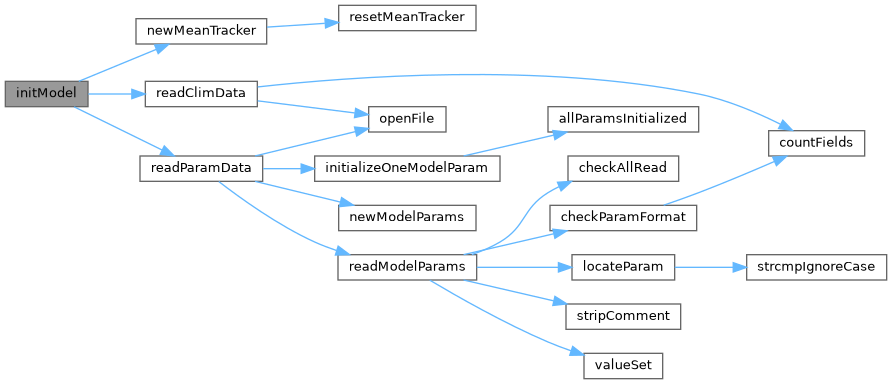 initModel
newMeanTracker
resetMeanTracker
readClimData
openFile
readParamData
initializeOneModelParam
allParamsInitialized
newModelParams
readModelParams
checkAllRead
checkParamFormat
countFields
locateParam
strcmpIgnoreCase
stripComment
valueSet